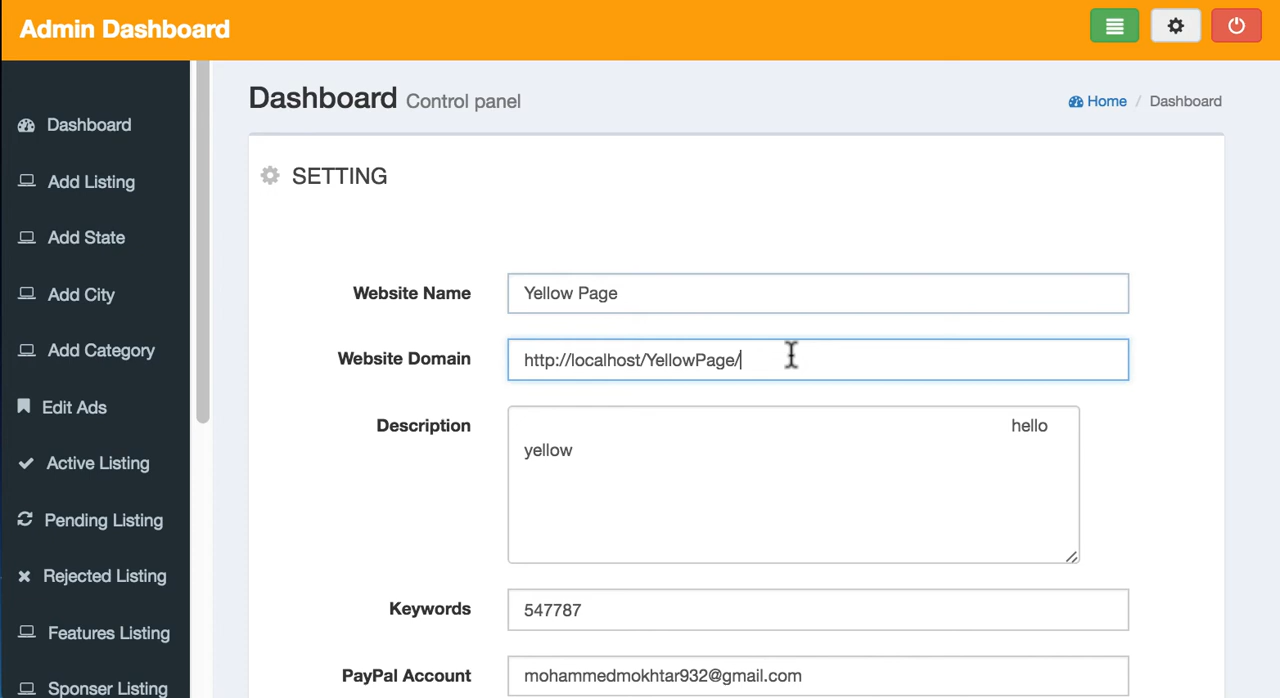 Admin Dashboard
Dashboard Control panel
Home / Dashboard
Dashboard
Add Listing
Add State
Add City
Add Category
Edit Ads
Active Listing
Pending Listing
Rejected Listing
Features Listing
Sponser Listing
SETTING
Website Name
Yellow Page
Website Domain
http://localhost/YellowPage/
Description
hello
yellow
Keywords
547787
PayPal Account
mohammedmokhtar932@gmail.com